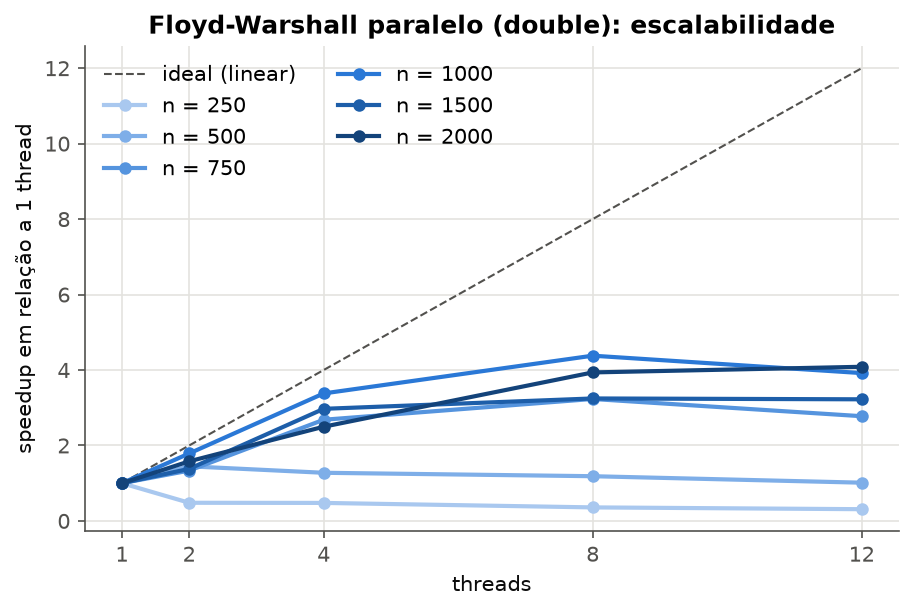 Floyd-Warshall paralelo (double): escalabilidade
ideal (linear)
n = 250
n = 500
n = 750
n = 1000
n = 1500
n = 2000
speedup em relação a 1 thread
12
10
8
6
4
2
0
1 2 4 8 12
threads